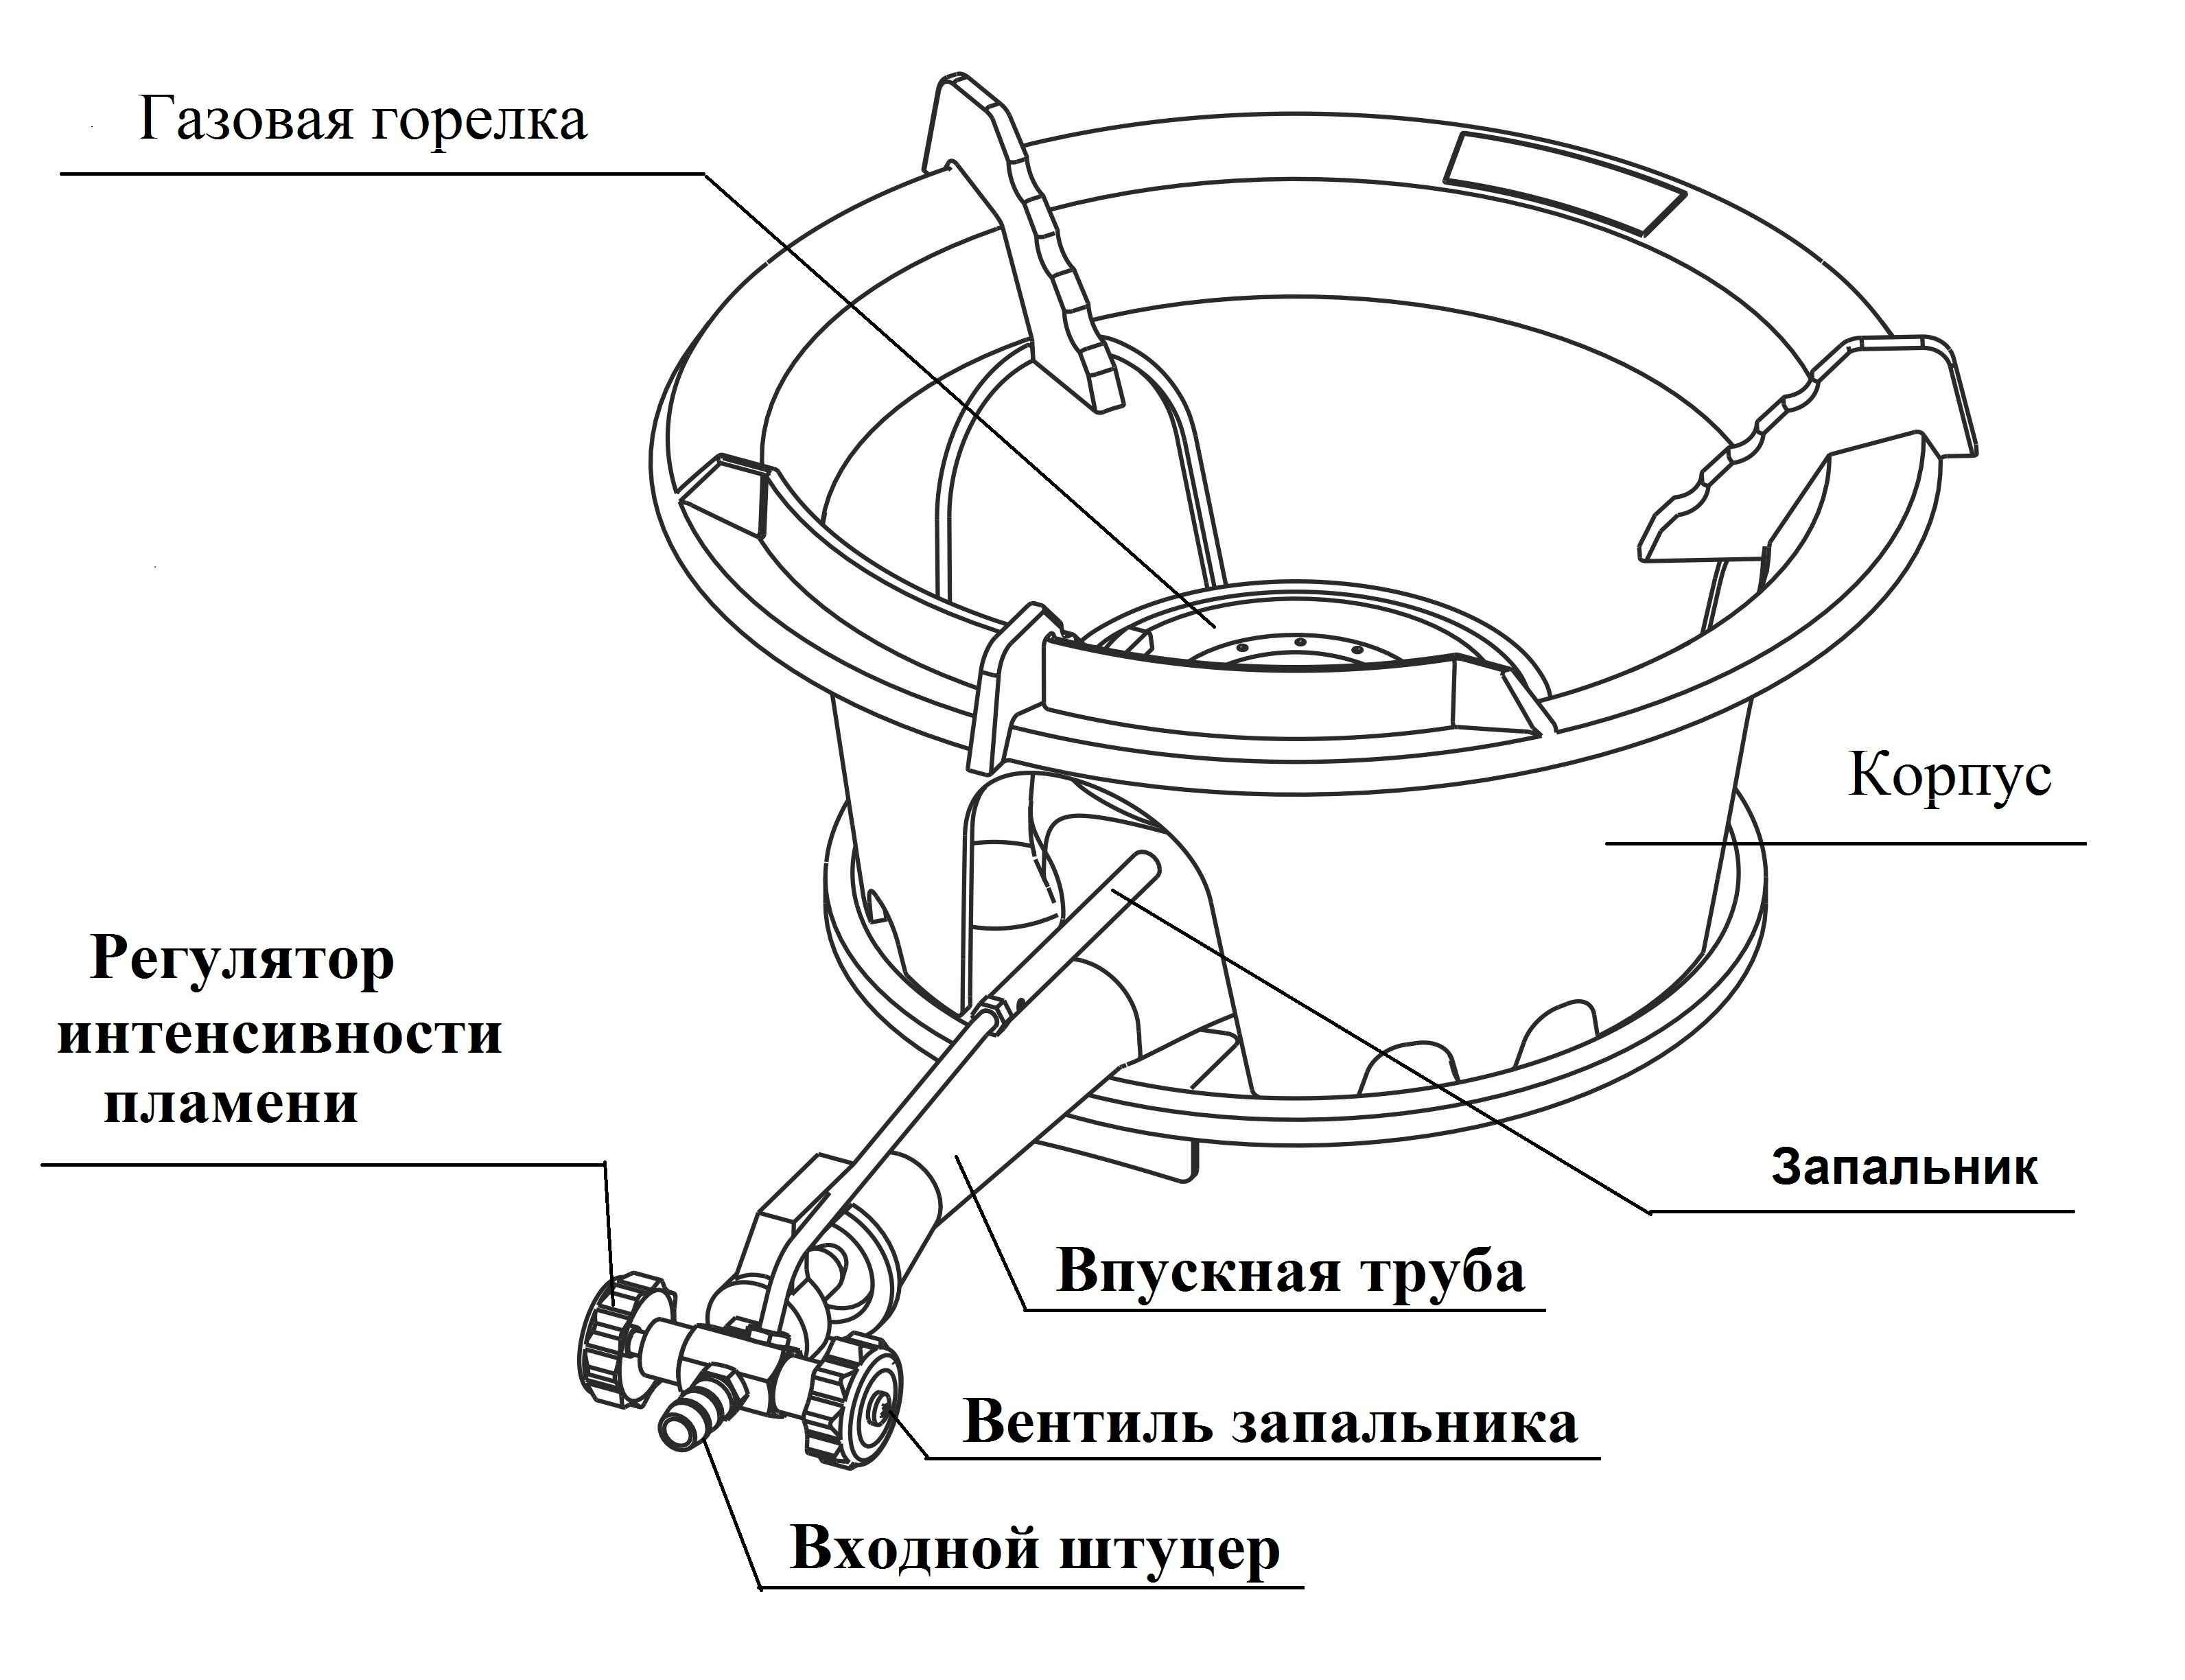 Газовая горелка
Корпус
Регулятор
интенсивности
пламени
Запальник
Впускная труба
Вентиль запальника
Входной штуцер